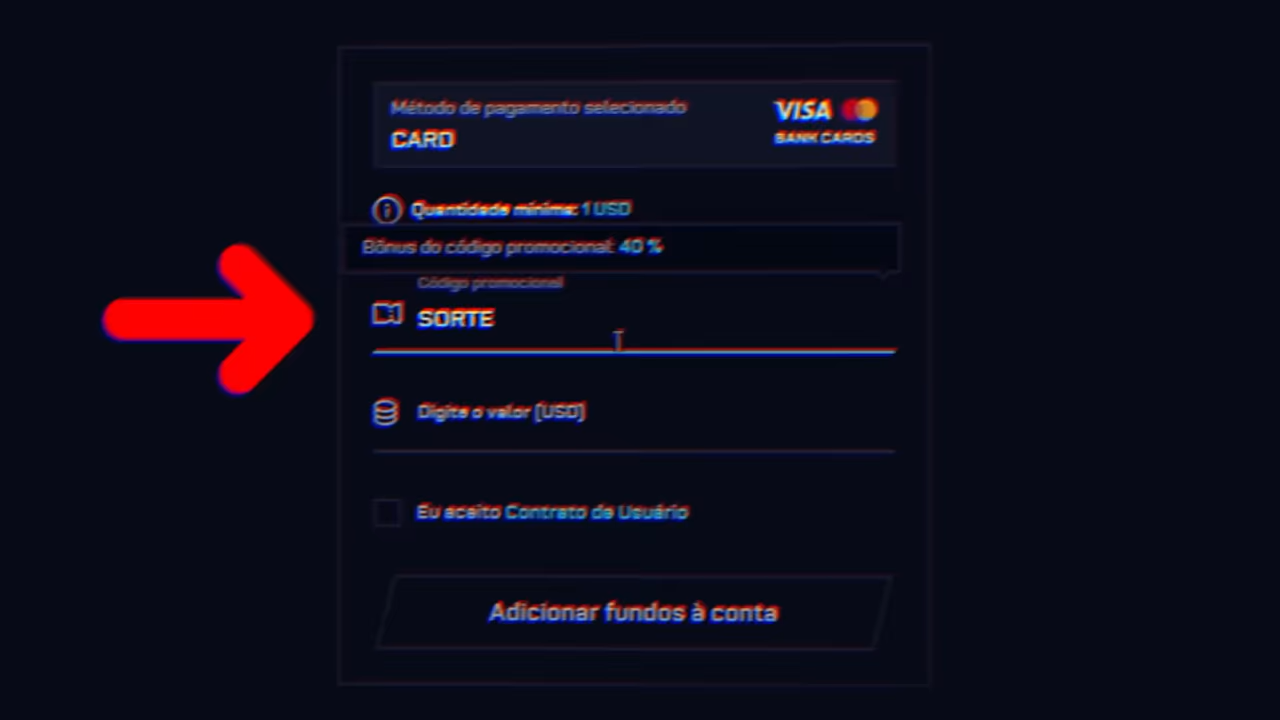 Método de pagamento selecionado
CARD
VISA
BANK CARDS
Quantidade mínima: 1 USD
Bônus do código promocional: 40 %
Código promocional
SORTE
Digite o valor (USD)
Eu aceito Contrato de Usuário
Adicionar fundos à conta